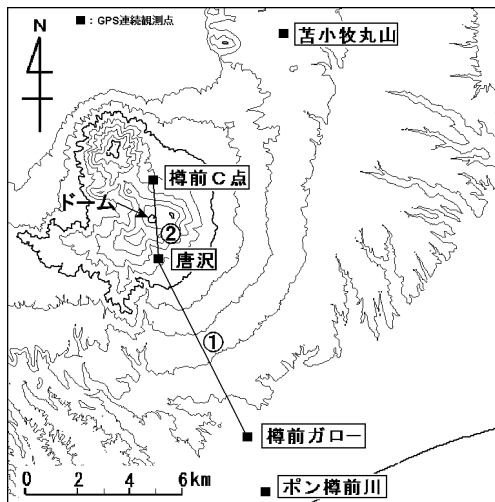 ■：GPS連続観測点
N
苫小牧丸山
樽前C点
ドーム
②
唐沢
①
樽前ガロー
0 2 4 6km
ポン樽前川